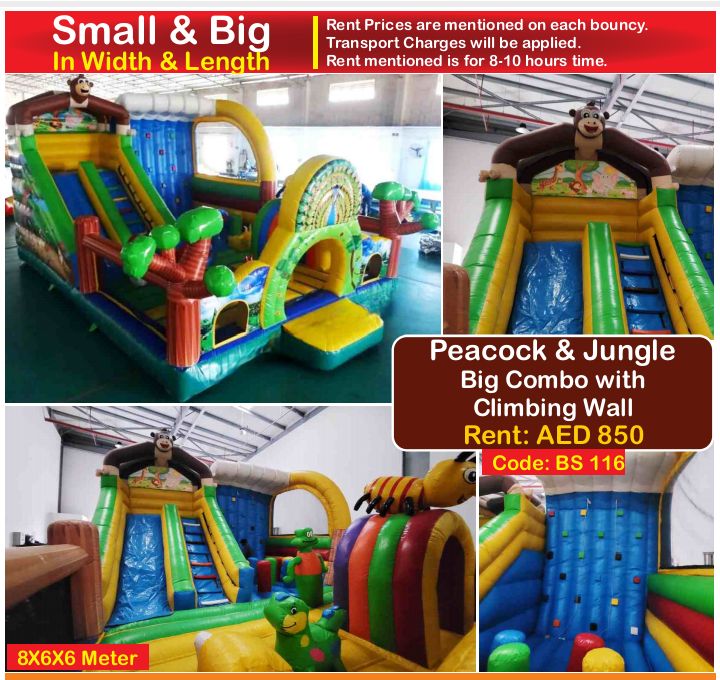 Small & Big
In Width & Length
Rent Prices are mentioned on each bouncy.
Transport Charges will be applied.
Rent mentioned is for 8-10 hours time.
Peacock & Jungle
Big Combo with
Climbing Wall
Rent: AED 850
Code: BS 116
8X6X6 Meter